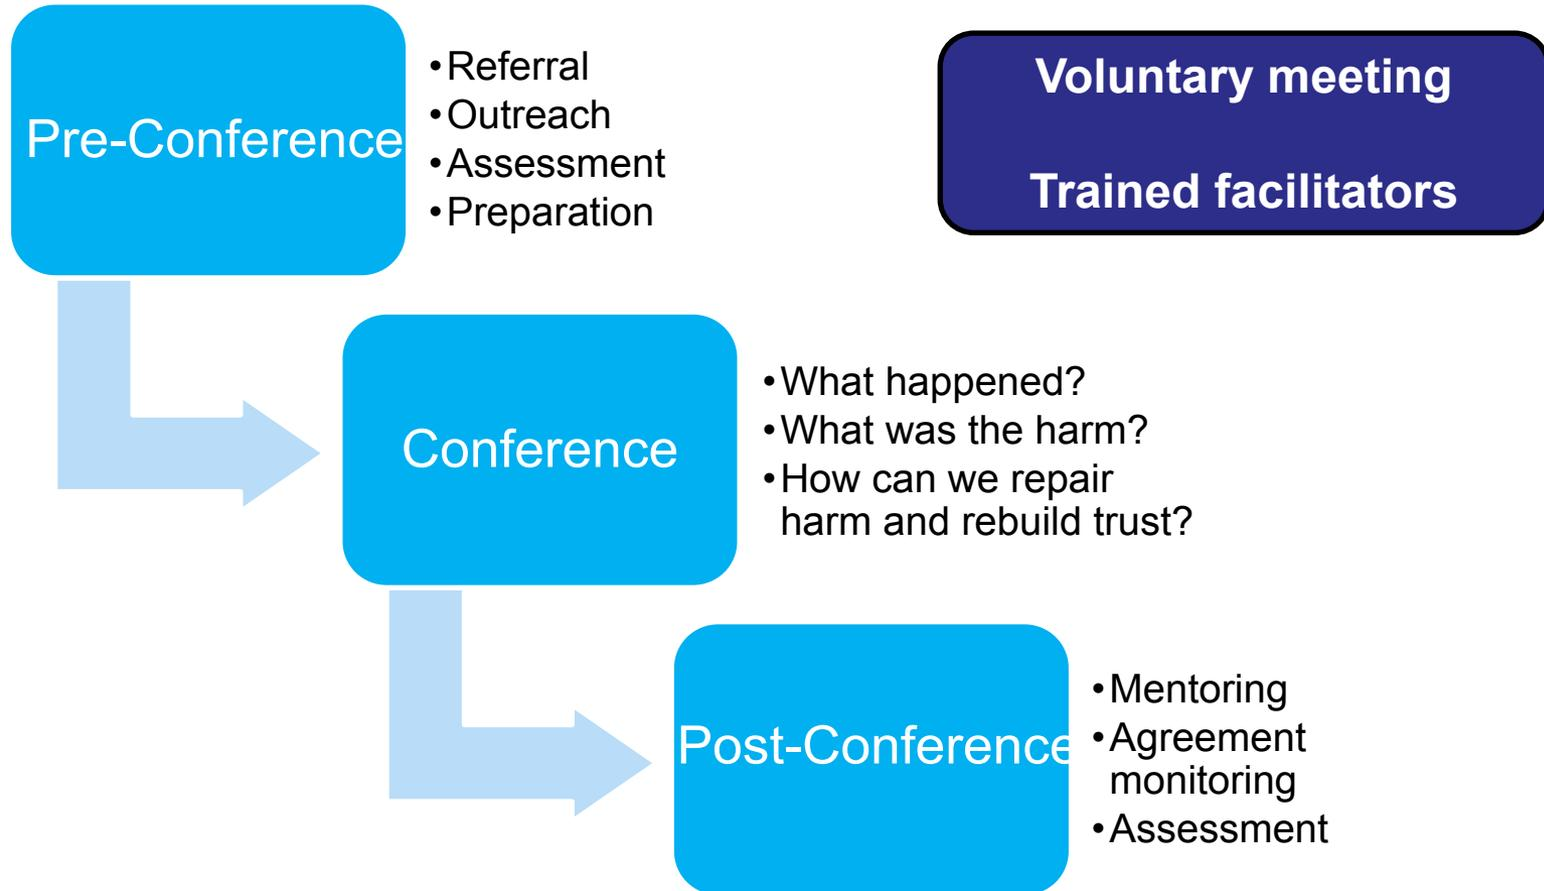 Pre-Conference
•Referral
•Outreach
•Assessment
•Preparation
Voluntary meeting
Trained facilitators
Conference
•What happened?
•What was the harm?
•How can we repair
harm and rebuild trust?
Post-Conference
•Mentoring
•Agreement
monitoring
•Assessment